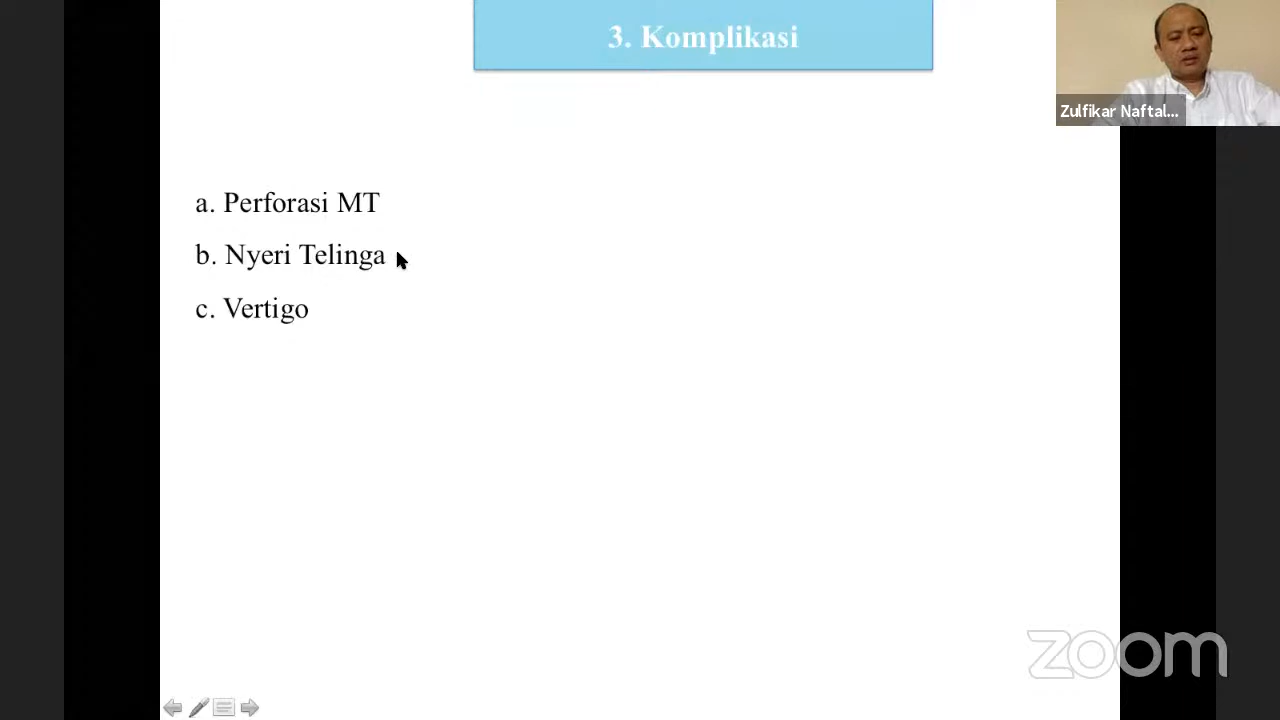 3. Komplikasi
Zulfikar Naftal...
a. Perforasi MT
b. Nyeri Telinga
c. Vertigo
zoom